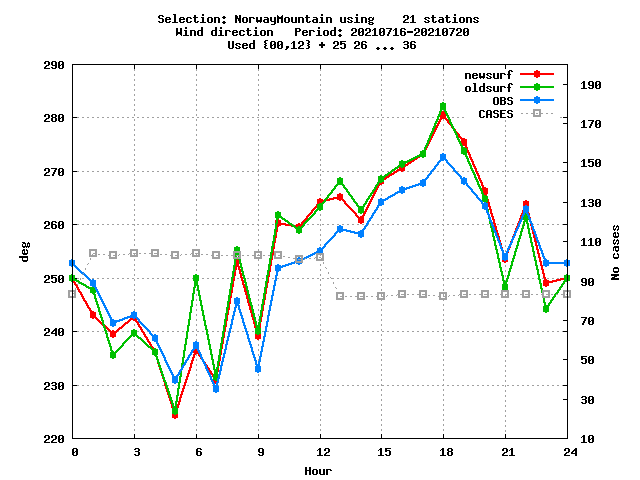 Selection: NorwayMountain using    21 stations
Wind direction   Period: 20210716-20210720
Used {00,12} + 25 26 ... 36
newsurf
oldsurf
OBS
CASES
deg
290
280
270
260
250
240
230
220
No cases
190
170
150
130
110
90
70
50
30
10
0 3 6 9 12 15 18 21 24
Hour